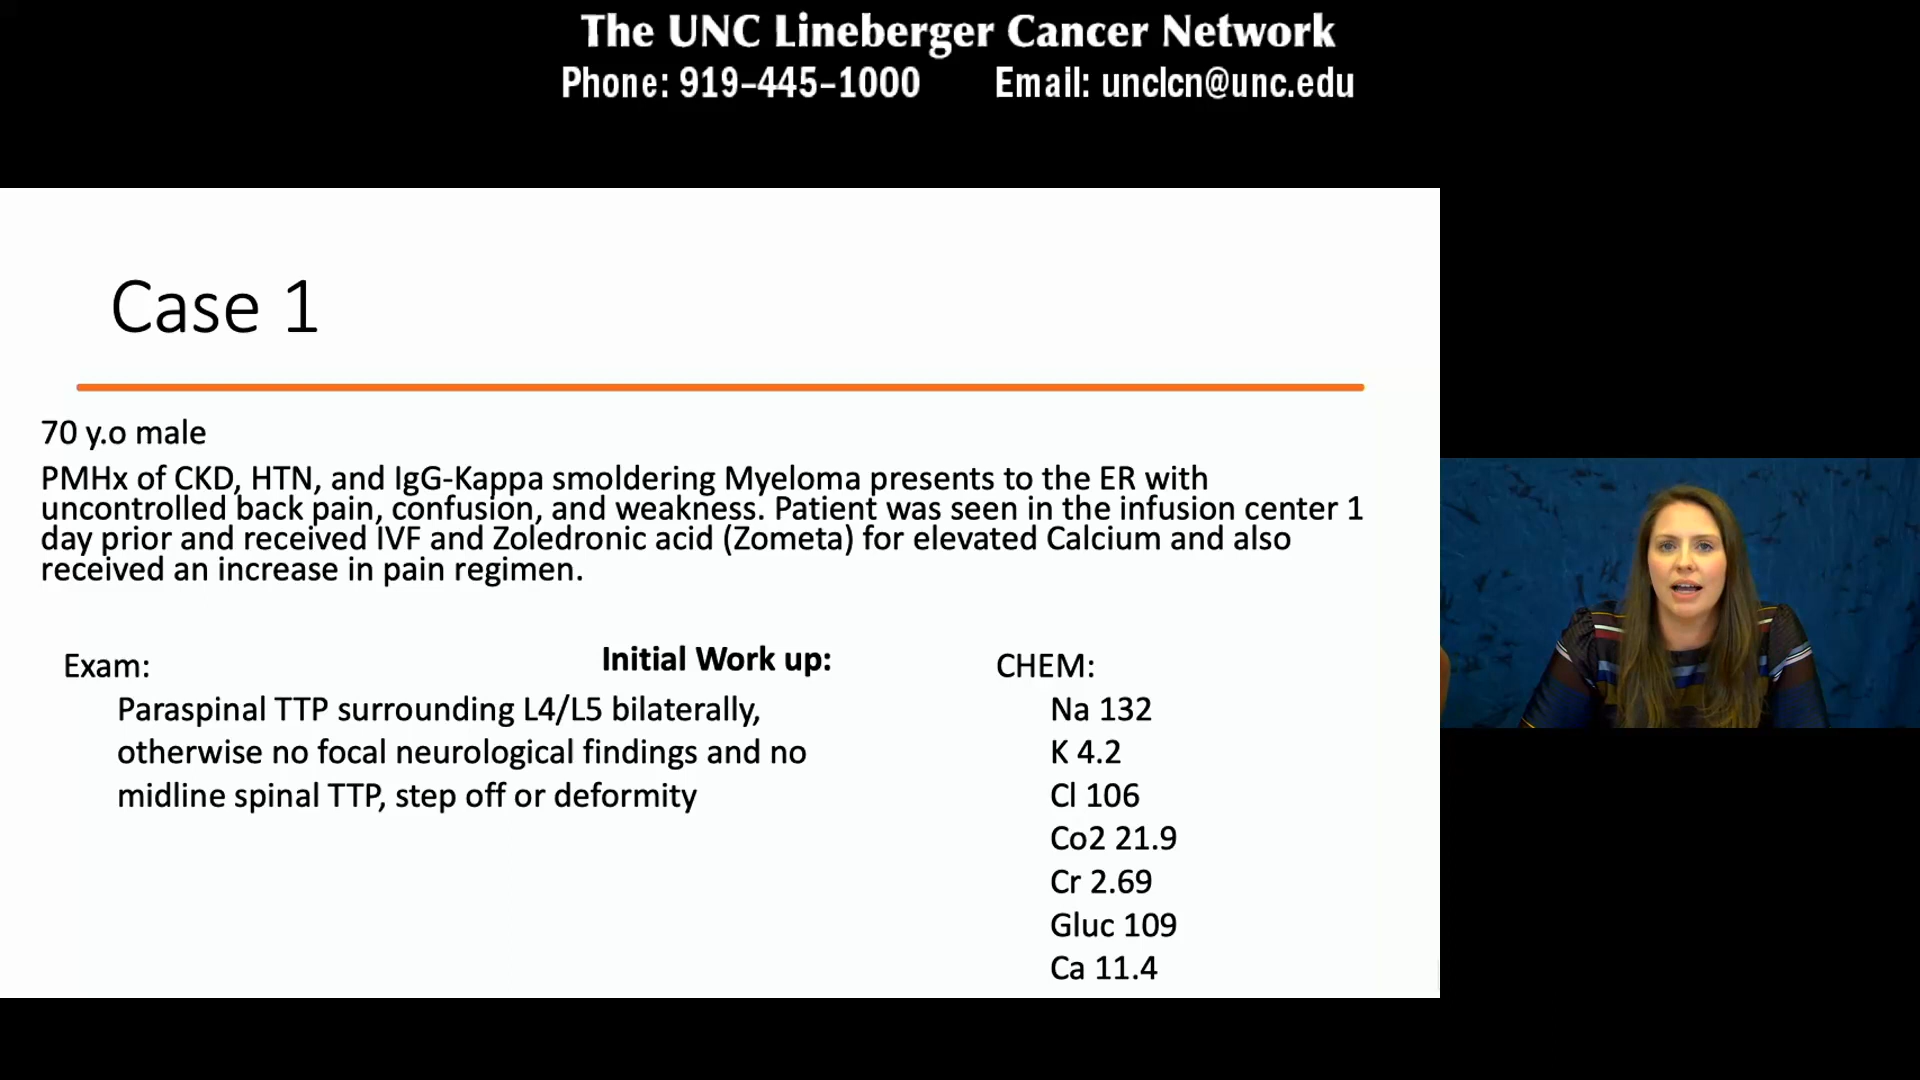 The UNC Lineberger Cancer Network
Phone: 919-445-1000 Email: unclcn@unc.edu
Case 1
70 y.o male
PMHx of CKD, HTN, and IgG-Kappa smoldering Myeloma presents to the ER with
uncontrolled back pain, confusion, and weakness. Patient was seen in the infusion center 1
day prior and received IVF and Zoledronic acid (Zometa) for elevated Calcium and also
received an increase in pain regimen.
Initial Work up:
Exam:
Paraspinal TTP surrounding L4/L5 bilaterally,
otherwise no focal neurological findings and no
midline spinal TTP, step off or deformity
CHEM:
Na 132
K 4.2
Cl 106
Co2 21.9
Cr 2.69
Gluc 109
Ca 11.4